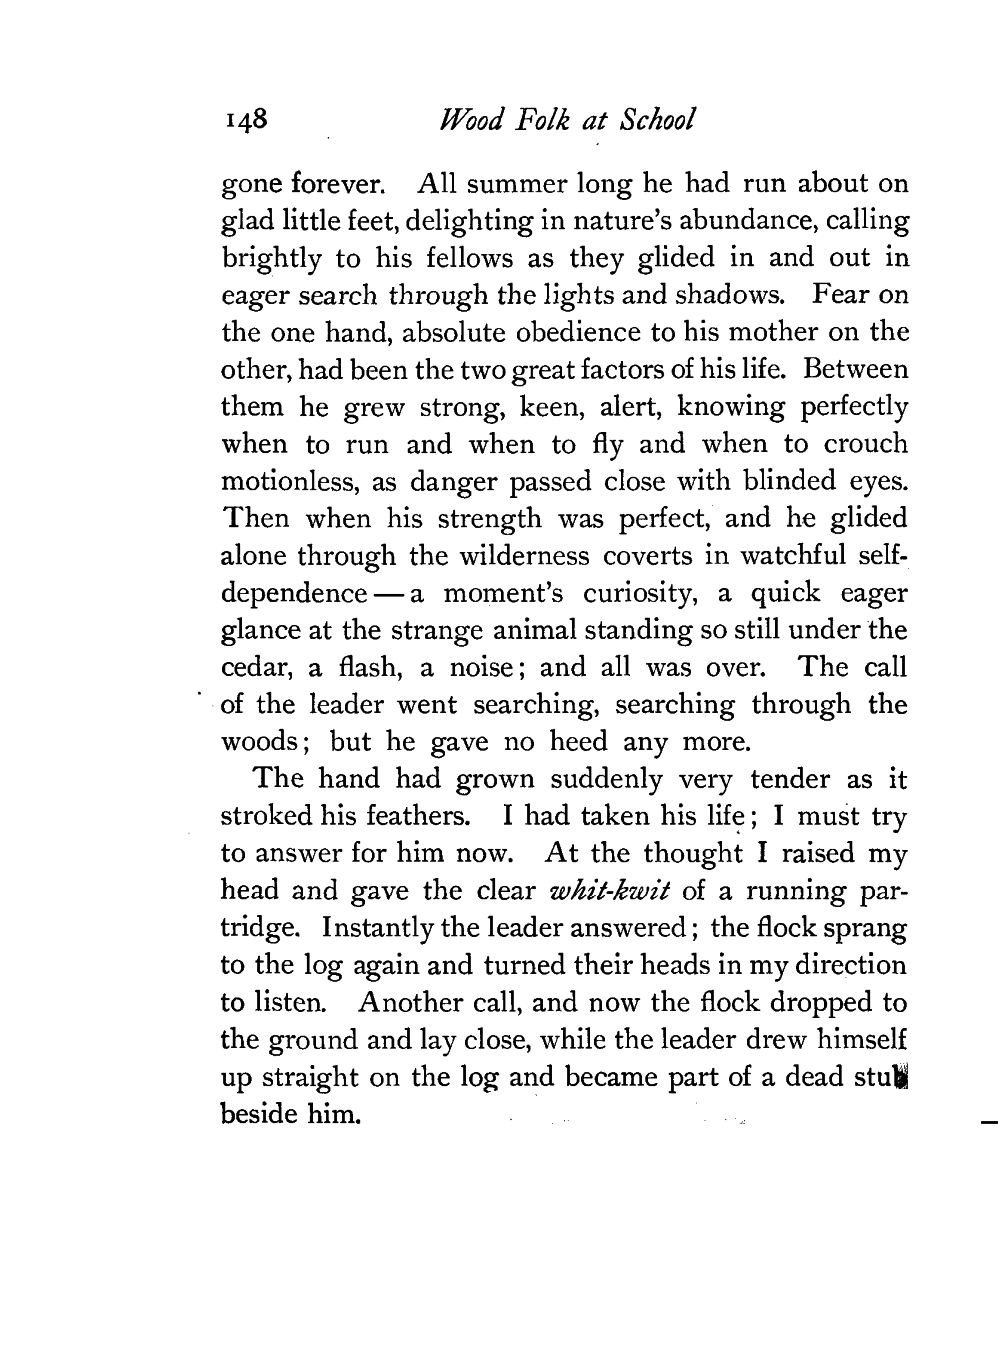 148 Wood Folk at School
gone forever. All summer long he had run about on
glad little feet, delighting in nature's abundance, calling
brightly to his fellows as they glided in and out in
eager search through the lights and shadows. Fear on
the one hand, absolute obedience to his mother on the
other, had been the two great factors of his life. Between
them he grew strong, keen, alert, knowing perfectly
when to run and when to fly and when to crouch
motionless, as danger passed close with blinded eyes.
Then when his strength was perfect, and he glided
alone through the wilderness coverts in watchful self-
dependence — a moment's curiosity, a quick eager
glance at the strange animal standing so still under the
cedar, a flash, a noise; and all was over. The call
of the leader went searching, searching through the
woods; but he gave no heed any more.
The hand had grown suddenly very tender as it
stroked his feathers. I had taken his life; I must try
to answer for him now. At the thought I raised my
head and gave the clear whit-kwit of a running par-
tridge. Instantly the leader answered; the flock sprang
to the log again and turned their heads in my direction
to listen. Another call, and now the flock dropped to
the ground and lay close, while the leader drew himself
up straight on the log and became part of a dead stub
beside him.